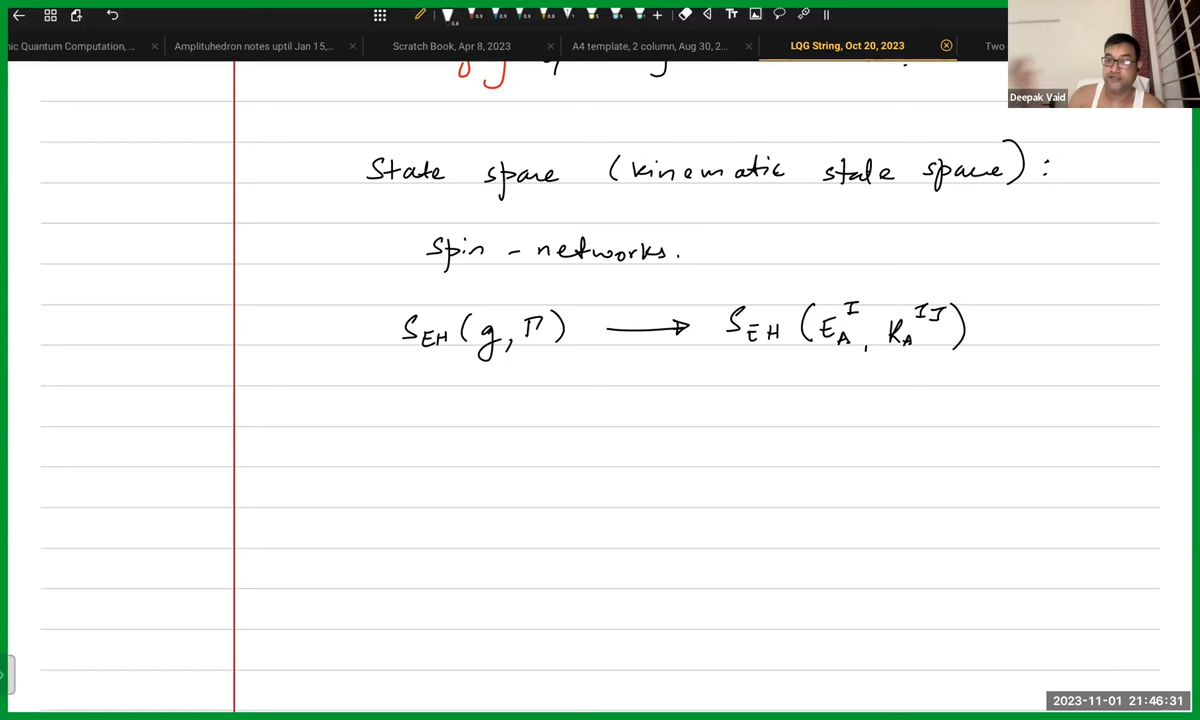 nic Quantum Computation, ... × Amplituhedron notes uptil Jan 15,... × Scratch Book, Apr 8, 2023 × A4 template, 2 column, Aug 30, 2... × LQG String, Oct 20, 2023 Two
Deepak Vaid
State space (kinematic state space) :
Spin - networks.
S_EH (g, Π) → S_EH (E_A^I, K_A^IJ)
2023-11-01 21:46:31